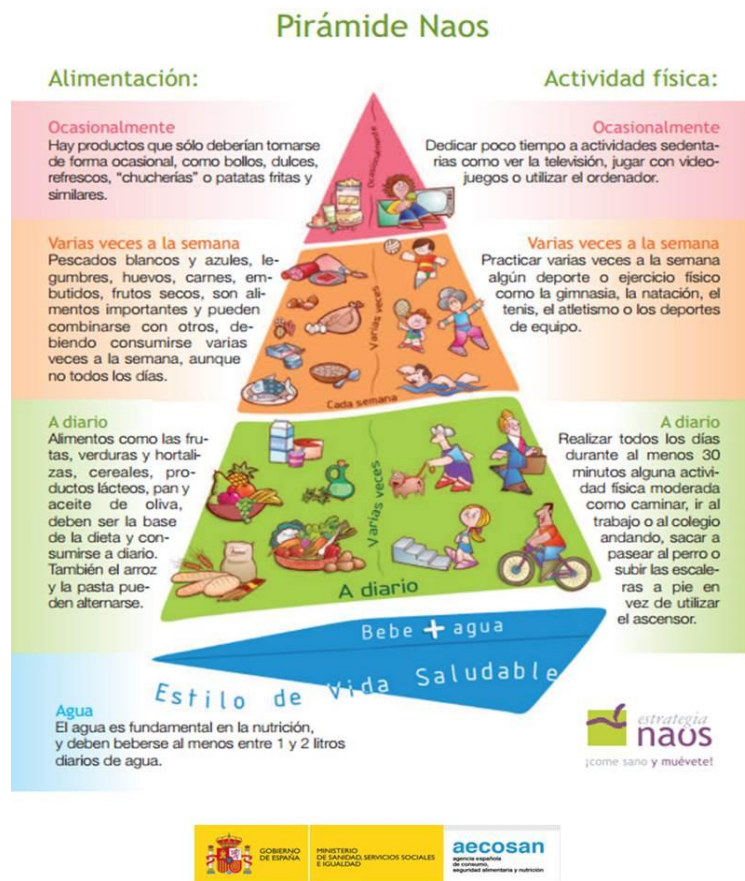 Pirámide Naos
Alimentación:
Ocasionalmente
Hay productos que sólo deberían tomarse
de forma ocasional, como bollos, dulces,
refrescos, "chucherías" o patatas fritas y
similares.
Varias veces a la semana
Pescados blancos y azules, le-
gumbres, huevos, carnes, em-
butidos, frutos secos, son ali-
mentos importantes y pueden
combinarse con otros, de-
biendo consumirse varias
veces a la semana, aunque
no todos los días.
A diario
Alimentos como las fru-
tas, verduras y hortali-
zas, cereales, pro-
ductos lácteos, pan y
aceite de oliva,
deben ser la base
de la dieta y con-
sumirse a diario.
También el arroz
y la pasta pue-
den alternarse.
Agua
El agua es fundamental en la nutrición,
y deben beberse al menos entre 1 y 2 litros
diarios de agua.
Ocasionalmente
Varias veces
Cada semana
Varias veces
A diario
Bebe + agua
Estilo de Vida Saludable
Actividad física:
Ocasionalmente
Dedicar poco tiempo a actividades sedenta-
rias como ver la televisión, jugar con video-
juegos o utilizar el ordenador.
Varias veces a la semana
Practicar varias veces a la semana
algún deporte o ejercicio físico
como la gimnasia, la natación, el
tenis, el atletismo o los deportes
de equipo.
A diario
Realizar todos los días
durante al menos 30
minutos alguna activi-
dad física moderada
como caminar, ir al
trabajo o al colegio
andando, sacar a
pasear al perro o
subir las escale-
ras a pie en
vez de utilizar
el ascensor.
estrategia
naos
¡come sano y muévete!
GOBIERNO
DE ESPAÑA
MINISTERIO
DE SANIDAD, SERVICIOS SOCIALES
E IGUALDAD
aecosan
agencia española
de consumo,
seguridad alimentaria y nutrición